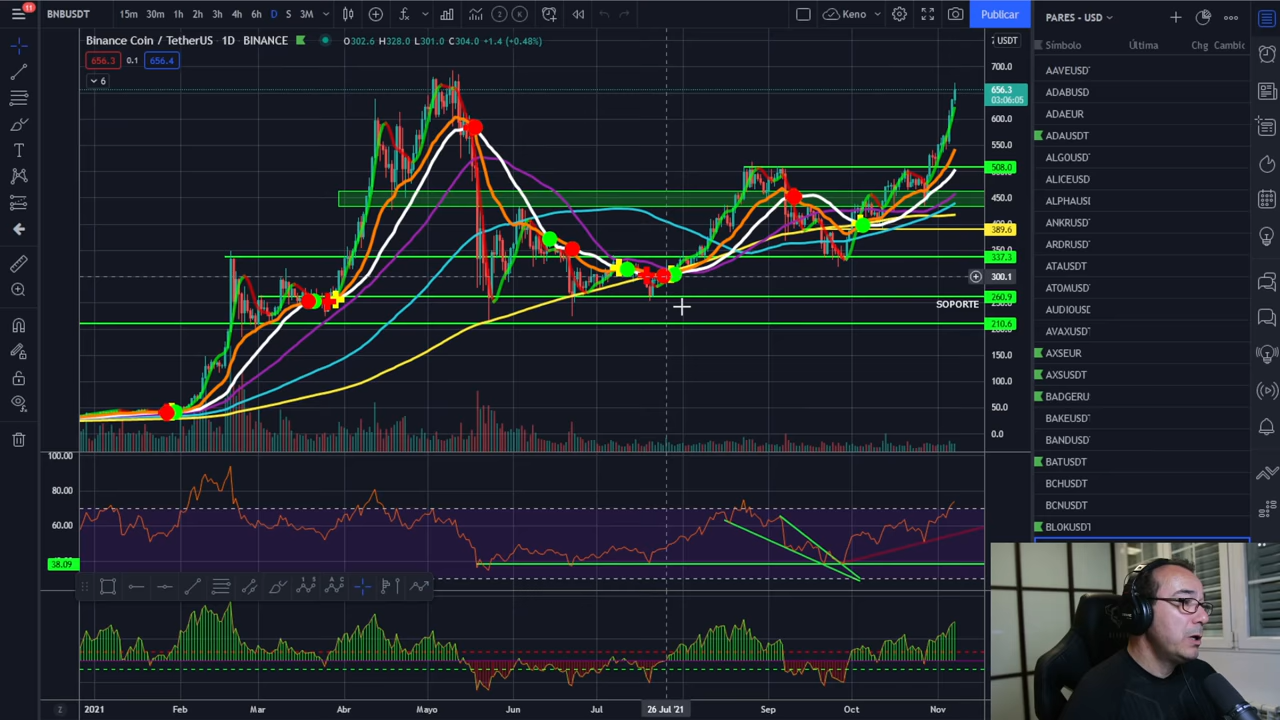 11
BNBUSDT
15m 30m 1h 2h 3h 4h 6h D S 3M
Keno
Publicar
Binance Coin / TetherUS 1D BINANCE O302.6 H328.0 L301.0 C304.0 +1.4 (+0.48%)
656.3 0.1 656.4
6
USDT
700.0
656.3
03:06:05
600.0
550.0
508.0
450.0
400.0
389.6
350.0
337.3
300.1
260.9
SOPORTE
210.6
150.0
100.0
50.0
0.0
100.00
80.00
60.00
38.09
2021 Feb Mar Abr Mayo Jun Jul 26 Jul '21 Sep Oct Nov
PARES - USD
Símbolo Última Chg Cambio
AAVEUSDT
ADABUSD
ADAEUR
ADAUSDT
ALGOUSDT
ALICEUSD
ALPHAUSI
ANKRUSDT
ARDRUSDT
ATAUSDT
ATOMUSDT
AUDIOUSD
AVAXUSDT
AXSEUR
AXSUSDT
BADGERU
BAKEUSDT
BANDUSD
BATUSDT
BCHUSDT
BCNUSDT
BLOKUSDT